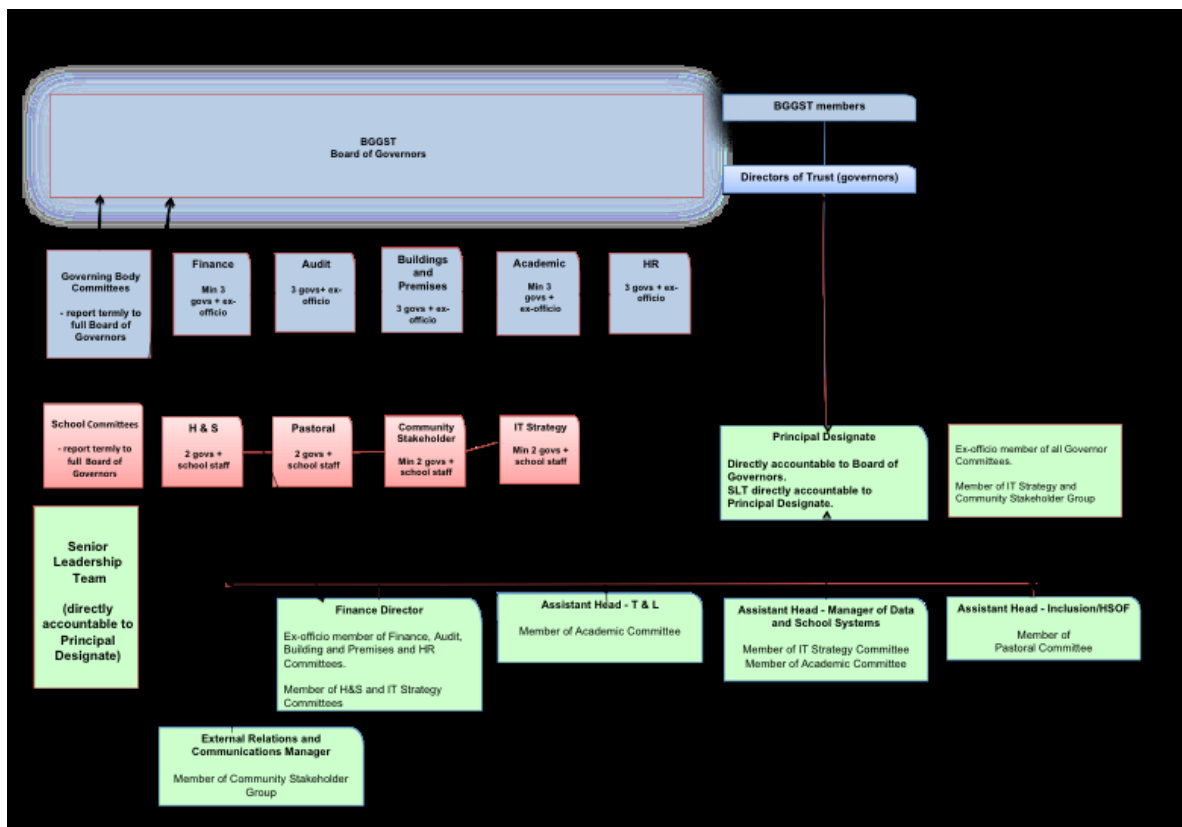 BGGST
Board of Governors
BGGST members
Directors of Trust (governors)
Governing Body
Committees
- report termly to
full Board of
Governors
Finance
Min 3
govs + ex-
officio
Audit
3 govs+ ex-
officio
Buildings
and
Premises
3 govs + ex-
officio
Academic
Min 3
govs +
ex-officio
HR
3 govs + ex-
officio
School Committees
- report termly to
full Board of
Governors
H & S
2 govs +
school staff
Pastoral
2 govs +
school staff
Community
Stakeholder
Min 2 govs +
school staff
IT Strategy
Min 2 govs +
school staff
Principal Designate
Directly accountable to Board of
Governors.
SLT directly accountable to
Principal Designate.
Ex-officio member of all Governor
Committees.
Member of IT Strategy and
Community Stakeholder Group
Senior
Leadership
Team
(directly
accountable to
Principal
Designate)
Finance Director
Ex-officio member of Finance, Audit,
Building and Premises and HR
Committees.
Member of H&S and IT Strategy
Committees
Assistant Head - T & L
Member of Academic Committee
Assistant Head - Manager of Data
and School Systems
Member of IT Strategy Committee
Member of Academic Committee
Assistant Head - Inclusion/HSOF
Member of
Pastoral Committee
External Relations and
Communications Manager
Member of Community Stakeholder
Group